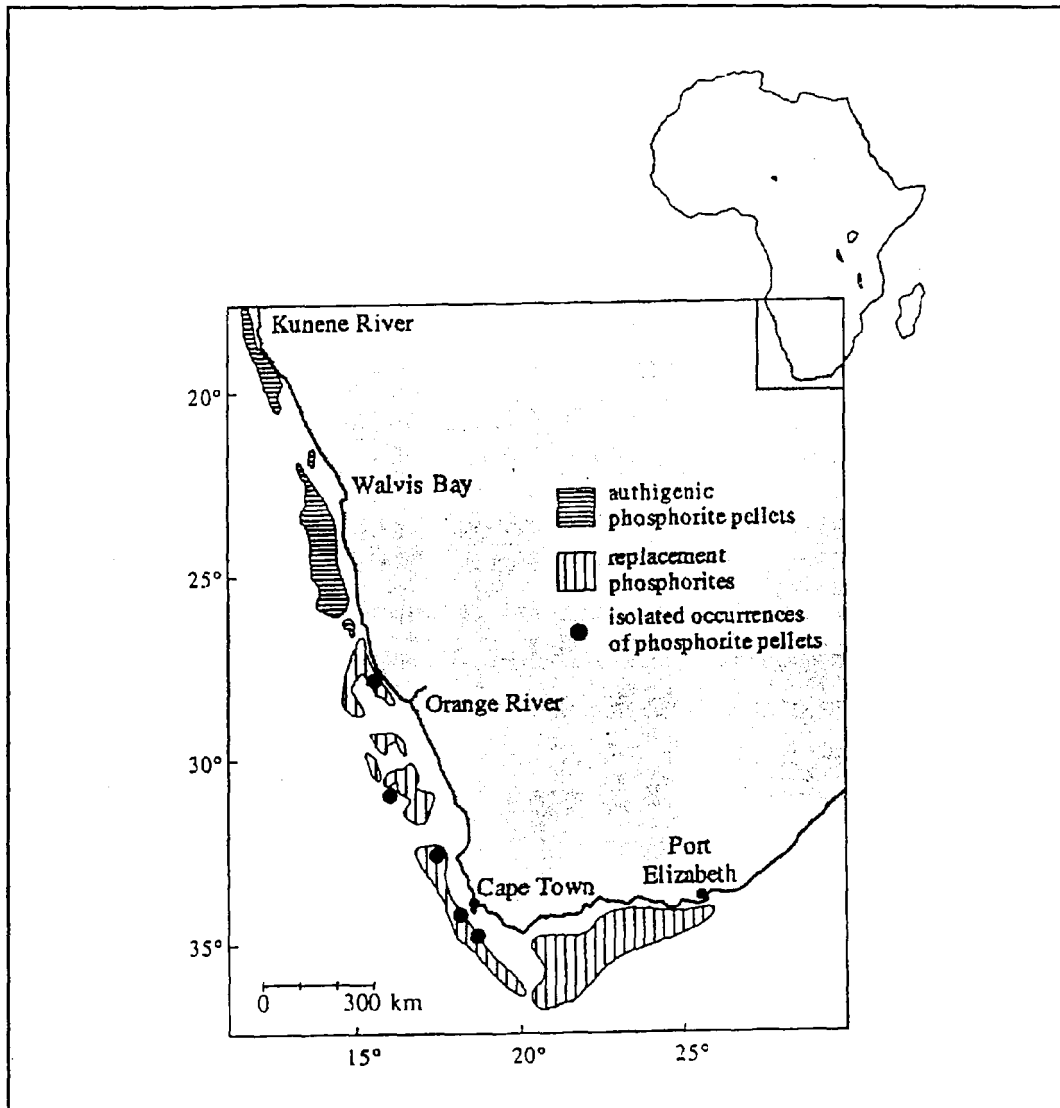 Kunene River
20°
Walvis Bay
authigenic
phosphorite pellets
replacement
phosphorites
25°
isolated occurrences
of phosphorite pellets
Orange River
30°
Port
Elizabeth
Cape Town
35°
0 300 km
15° 20° 25°